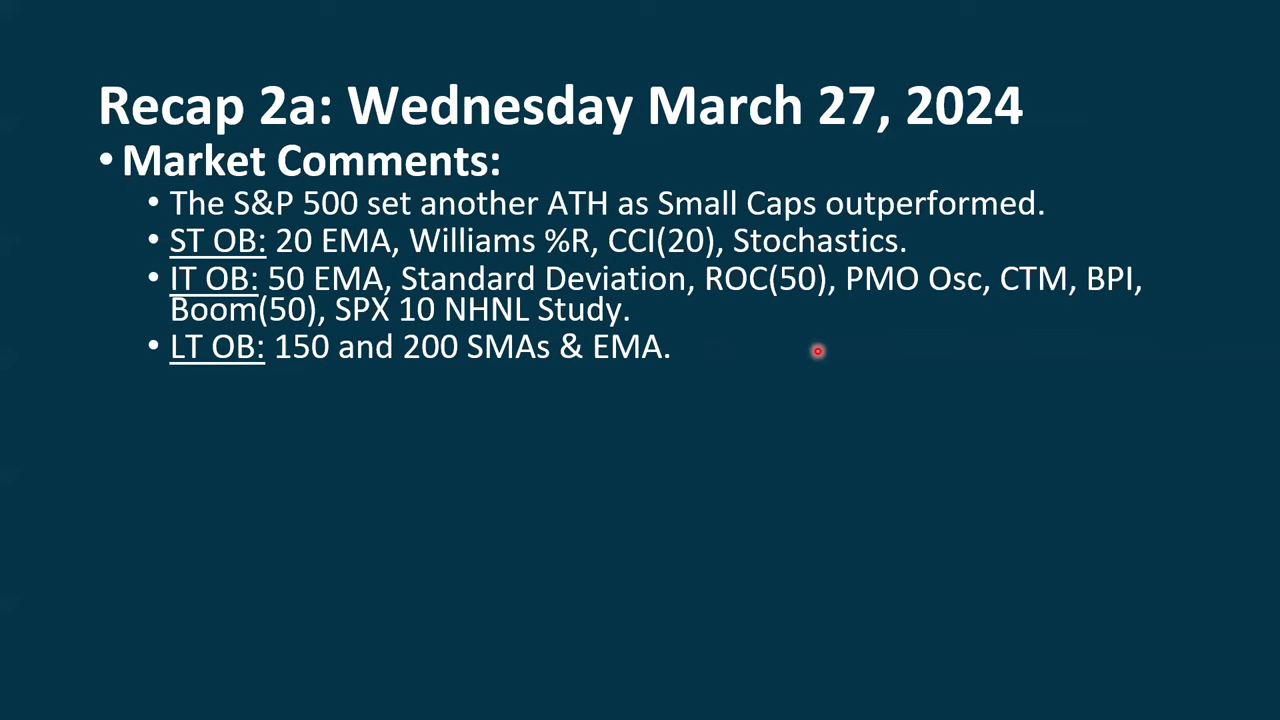 Recap 2a: Wednesday March 27, 2024
• Market Comments:
• The S&P 500 set another ATH as Small Caps outperformed.
• ST OB: 20 EMA, Williams %R, CCI(20), Stochastics.
• IT OB: 50 EMA, Standard Deviation, ROC(50), PMO Osc, CTM, BPI,
Boom(50), SPX 10 NHNL Study.
• LT OB: 150 and 200 SMAs & EMA.